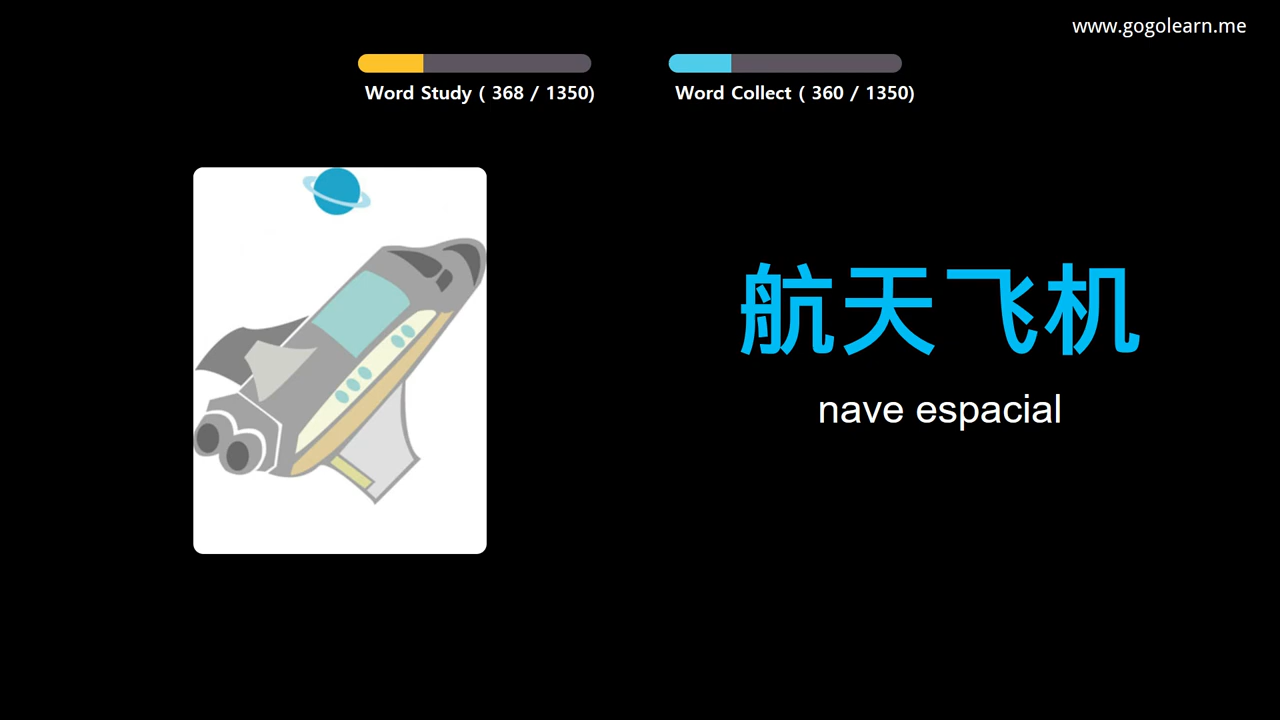 www.gogolearn.me
Word Study ( 368 / 1350)
Word Collect ( 360 / 1350)
航天飞机
nave espacial